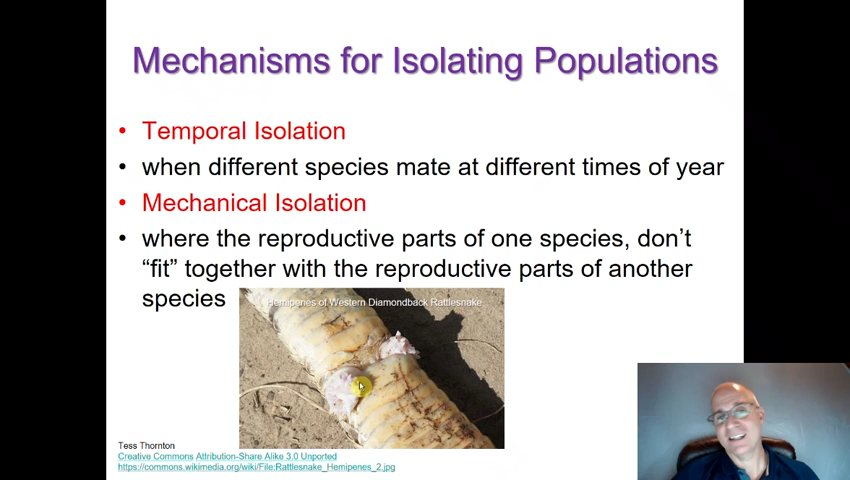 Mechanisms for Isolating Populations
• Temporal Isolation
• when different species mate at different times of year
• Mechanical Isolation
• where the reproductive parts of one species, don’t
“fit” together with the reproductive parts of another
species
Hemipenes of Western Diamondback Rattlesnake
Tess Thornton
Creative Commons Attribution-Share Alike 3.0 Unported
https://commons.wikimedia.org/wiki/File:Rattlesnake_Hemipenes_2.jpg